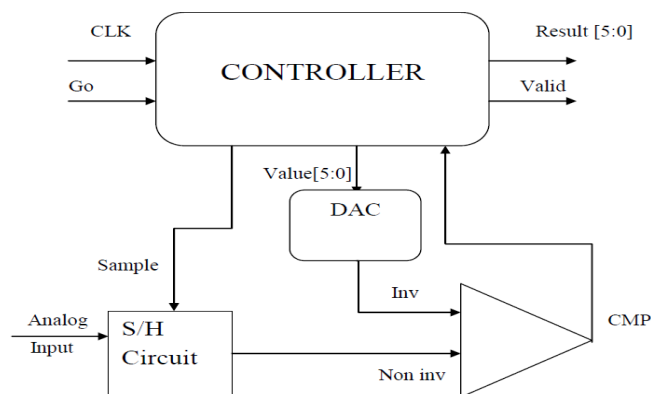 CLK
Result [5:0]
CONTROLLER
Go
Valid
Value[5:0]
DAC
Sample
Inv
Analog
Input
S/H
Circuit
CMP
Non inv